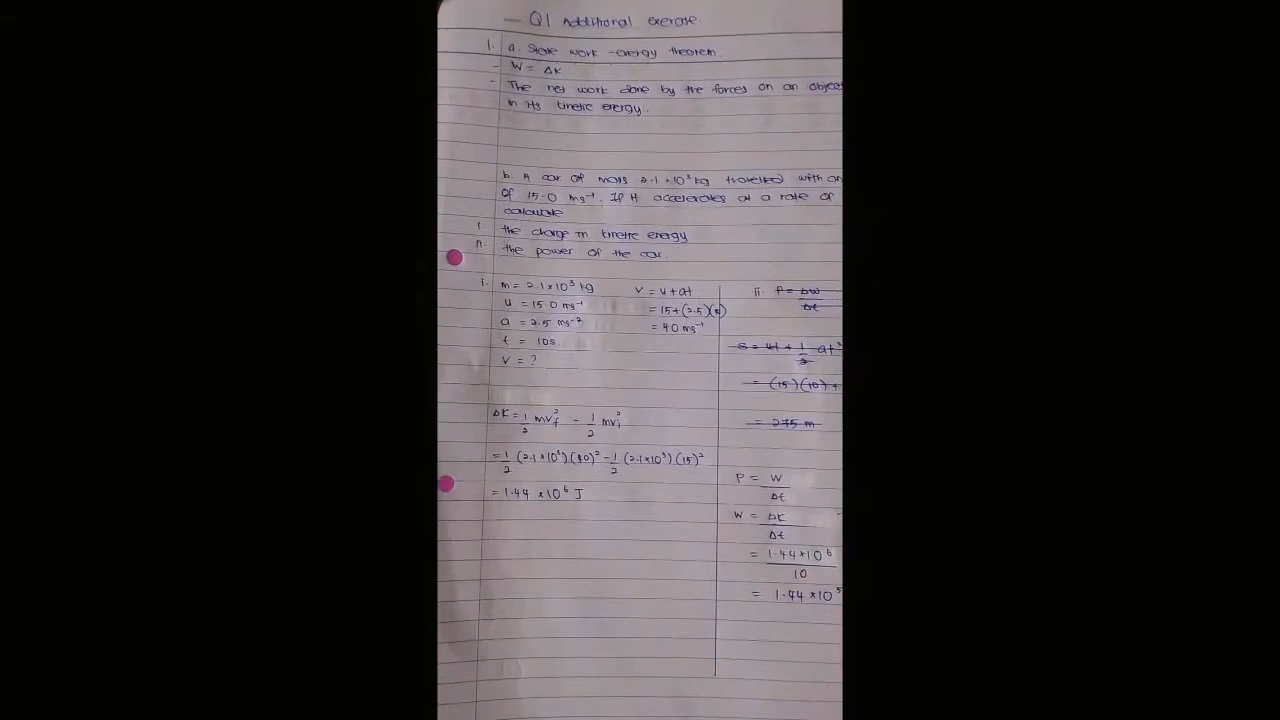 Q1 Additional exercise
1. a. State work-energy theorem.
- W = ΔK
- The net work done by the forces on an object
in its kinetic energy.
b. A car of mass 2.1×10³ kg travelled with an
of 15.0 ms⁻¹. If it accelerates at a rate of
calculate
i the change in kinetic energy
ii. the power of the car.
i. m = 2.1×10³ kg
u = 15.0 ms⁻¹
a = 2.5 ms⁻²
t = 10s.
v = ?
v = u+at
= 15+(2.5)(10)
= 40 ms⁻¹
ΔK = 1/2 mv²f - 1/2 mv²i
= 1/2 (2.1×10³)(40)² - 1/2 (2.1×10³)(15)²
= 1.44 ×10⁶ J
ii. P = ΔW/Δt
s = ut + 1/2 at²
= (15)(10) +
= 275 m
P = W/Δt
W = ΔK/Δt
= 1.44×10⁶/10
= 1.44 ×10⁵